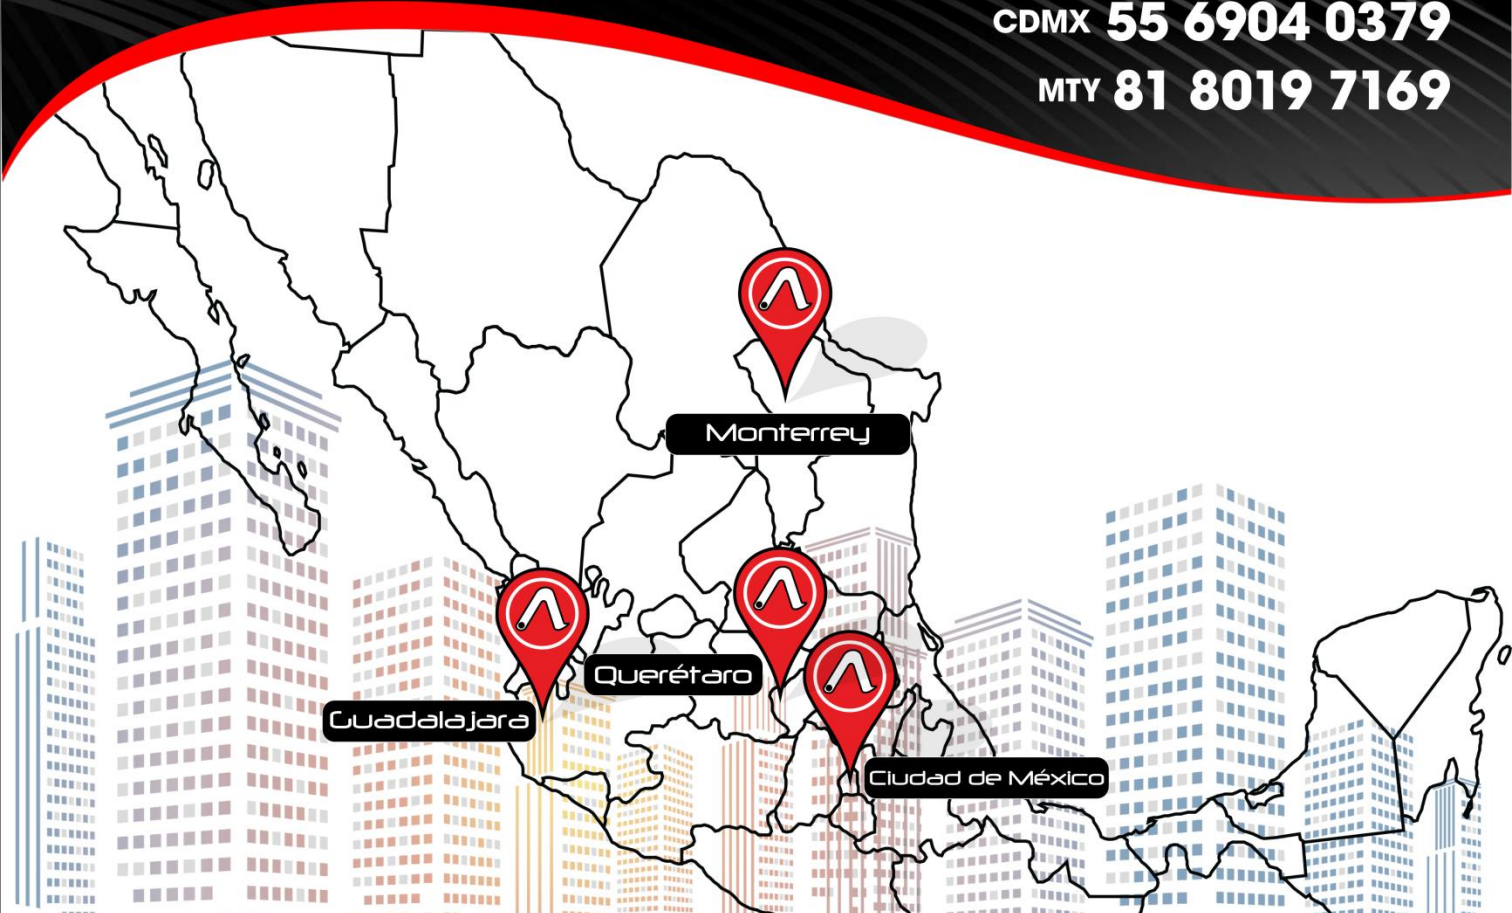 CDMX 55 6904 0379
MTY 81 8019 7169
Monterrey
Querétaro
Guadalajara
Ciudad de México